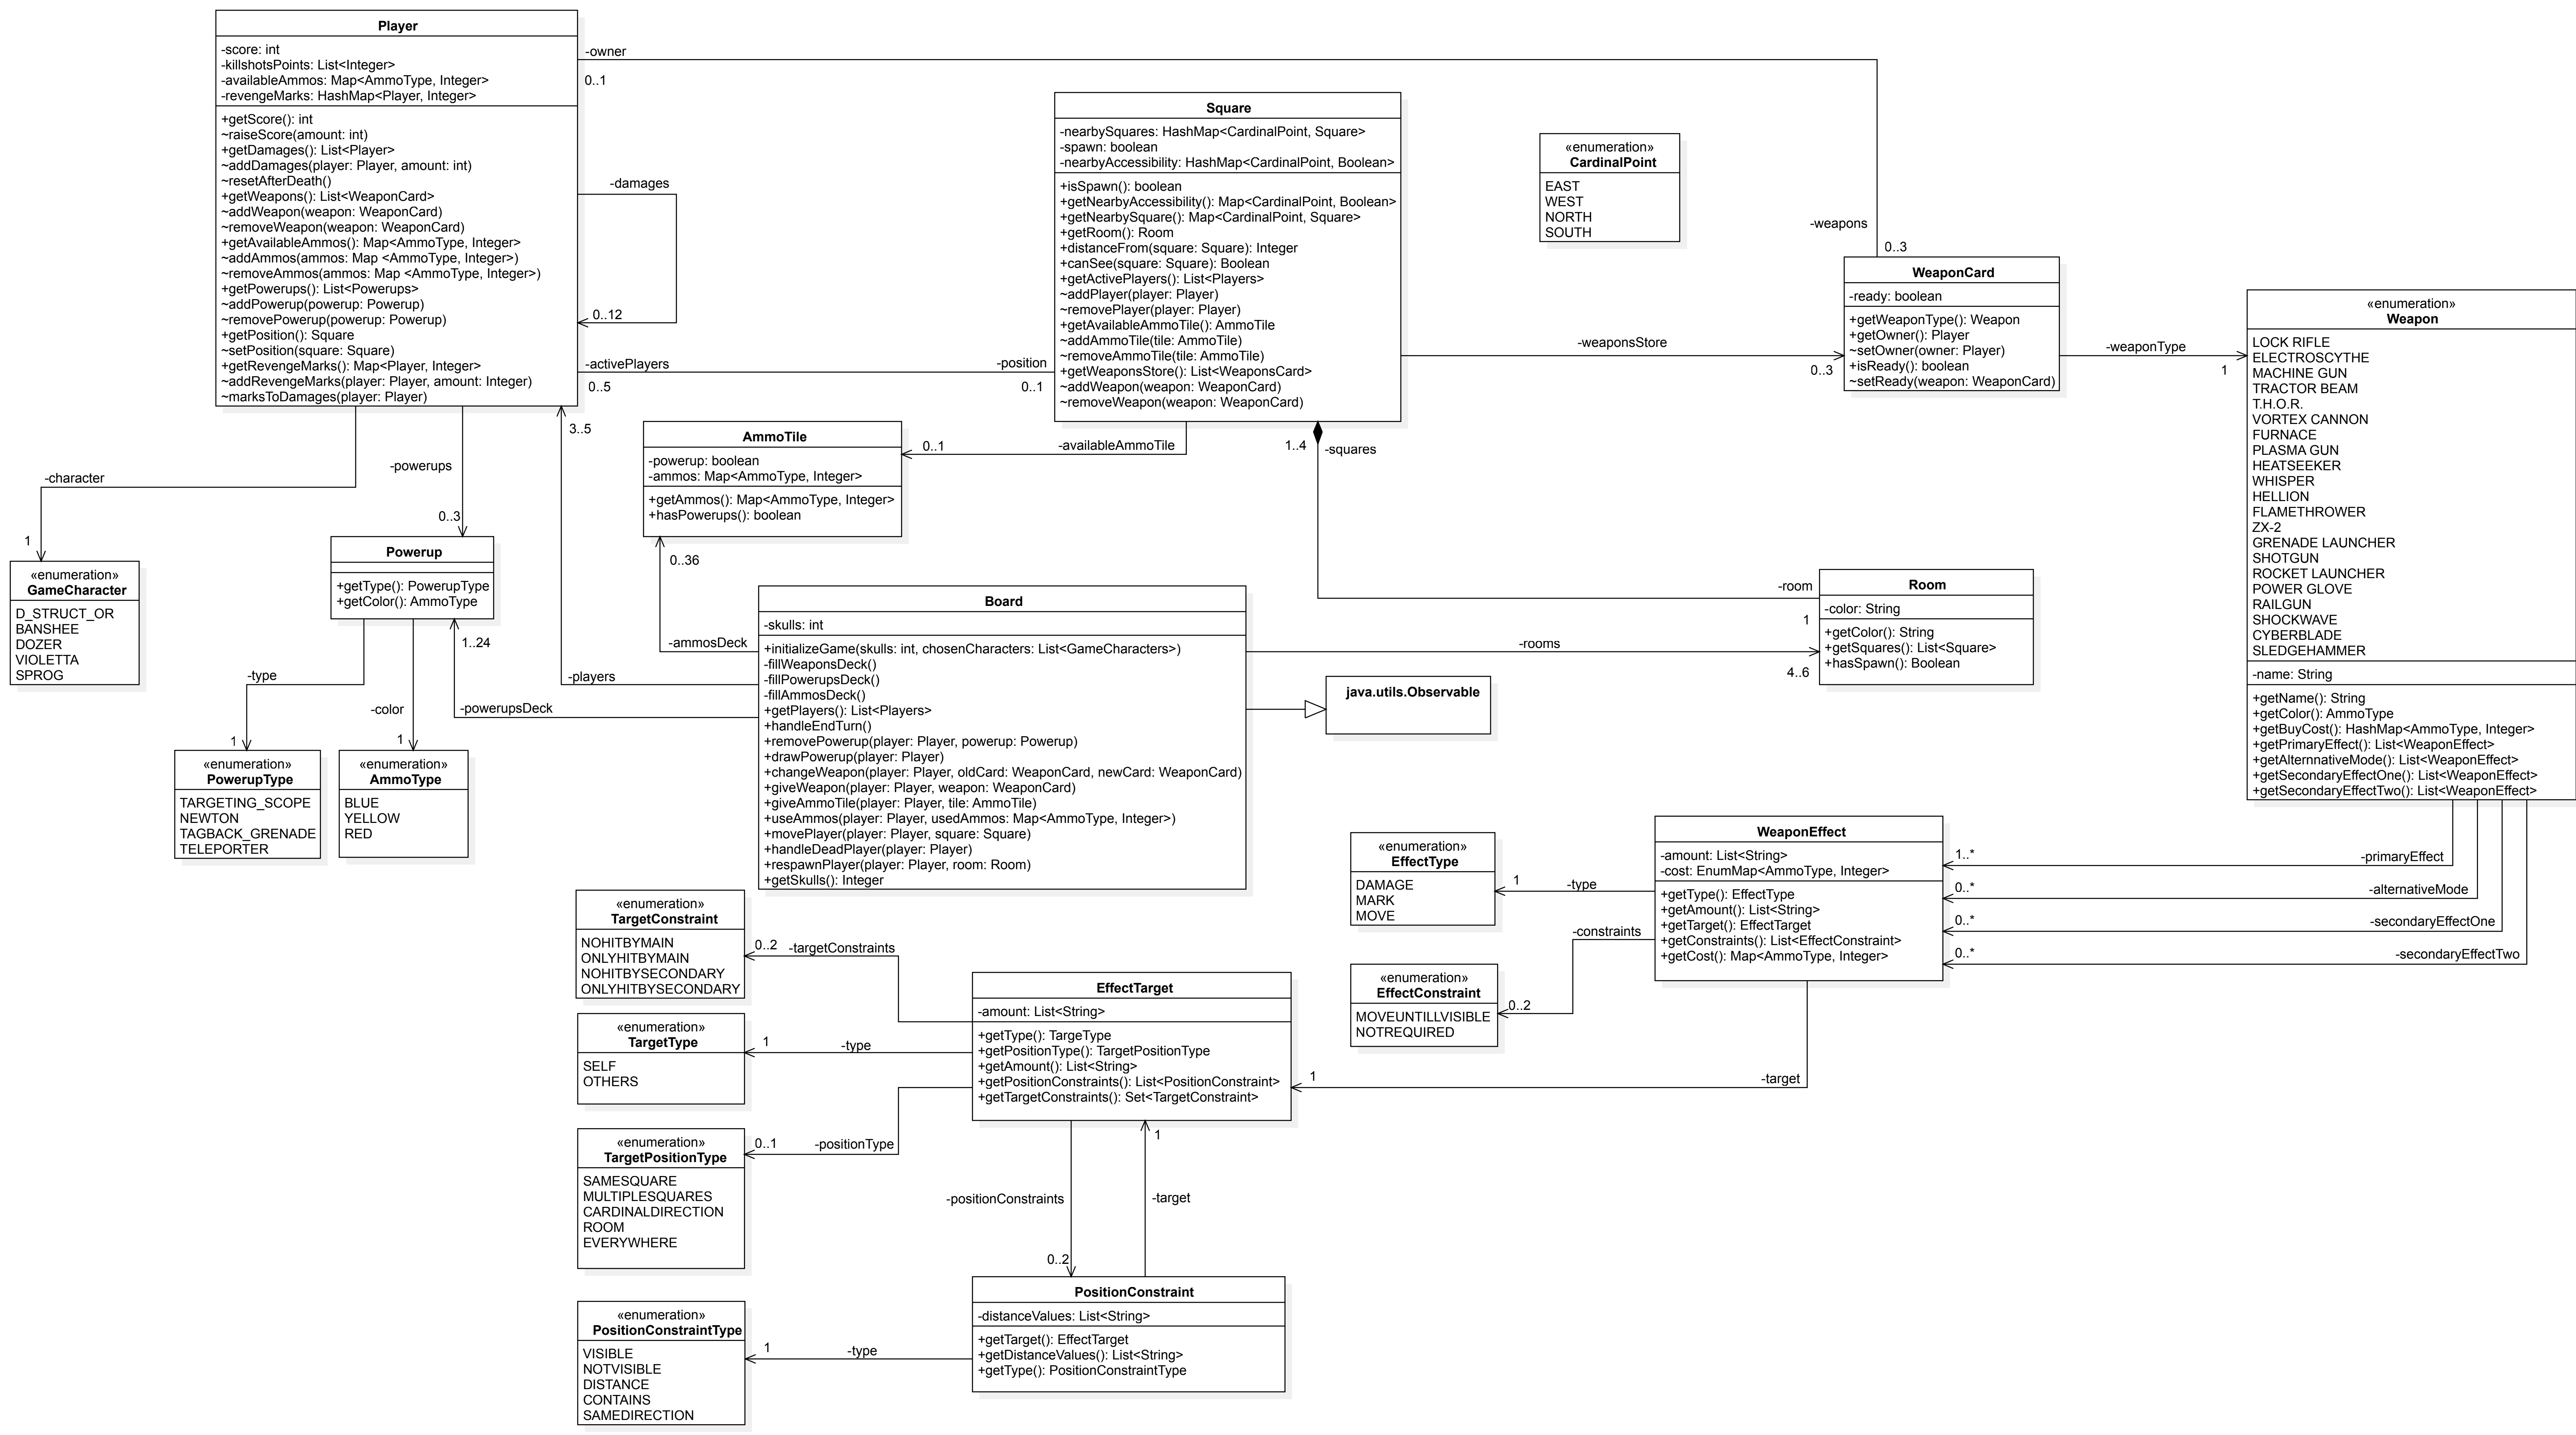 Player
-score: int
-killshotsPoints: List<Integer>
-availableAmmos: Map<AmmoType, Integer>
-revengeMarks: HashMap<Player, Integer>
+getScore(): int
~raiseScore(amount: int)
+getDamages(): List<Player>
~addDamages(player: Player, amount: int)
~resetAfterDeath()
+getWeapons(): List<WeaponCard>
~addWeapon(weapon: WeaponCard)
~removeWeapon(weapon: WeaponCard)
+getAvailableAmmos(): Map<AmmoType, Integer>
~addAmmos(ammos: Map <AmmoType, Integer>)
~removeAmmos(ammos: Map <AmmoType, Integer>)
+getPowerups(): List<Powerups>
~addPowerup(powerup: Powerup)
~removePowerup(powerup: Powerup)
+getPosition(): Square
~setPosition(square: Square)
+getRevengeMarks(): Map<Player, Integer>
~addRevengeMarks(player: Player, amount: Integer)
~marksToDamages(player: Player)
-owner
0..1
-damages
0..12
-activePlayers
0..5
-position
0..1
Square
-nearbySquares: HashMap<CardinalPoint, Square>
-spawn: boolean
-nearbyAccessibility: HashMap<CardinalPoint, Boolean>
+isSpawn(): boolean
+getNearbyAccessibility(): Map<CardinalPoint, Boolean>
+getNearbySquare(): Map<CardinalPoint, Square>
+getRoom(): Room
+distanceFrom(square: Square): Integer
+canSee(square: Square): Boolean
+getActivePlayers(): List<Players>
~addPlayer(player: Player)
~removePlayer(player: Player)
+getAvailableAmmoTile(): AmmoTile
~addAmmoTile(tile: AmmoTile)
~removeAmmoTile(tile: AmmoTile)
+getWeaponsStore(): List<WeaponsCard>
~addWeapon(weapon: WeaponCard)
~removeWeapon(weapon: WeaponCard)
«enumeration»
CardinalPoint
EAST
WEST
NORTH
SOUTH
-weapons
0..3
WeaponCard
-ready: boolean
+getWeaponType(): Weapon
+getOwner(): Player
~setOwner(owner: Player)
+isReady(): boolean
~setReady(weapon: WeaponCard)
-weaponsStore
0..3
-weaponType
1
«enumeration»
Weapon
LOCK RIFLE
ELECTROSCYTHE
MACHINE GUN
TRACTOR BEAM
T.H.O.R.
VORTEX CANNON
FURNACE
PLASMA GUN
HEATSEEKER
WHISPER
HELLION
FLAMETHROWER
ZX-2
GRENADE LAUNCHER
SHOTGUN
ROCKET LAUNCHER
POWER GLOVE
RAILGUN
SHOCKWAVE
CYBERBLADE
SLEDGEHAMMER
-name: String
+getName(): String
+getColor(): AmmoType
+getBuyCost(): HashMap<AmmoType, Integer>
+getPrimaryEffect(): List<WeaponEffect>
+getAlternnativeMode(): List<WeaponEffect>
+getSecondaryEffectOne(): List<WeaponEffect>
+getSecondaryEffectTwo(): List<WeaponEffect>
3..5
-powerups
0..3
-character
1
AmmoTile
-powerup: boolean
-ammos: Map<AmmoType, Integer>
+getAmmos(): Map<AmmoType, Integer>
+hasPowerups(): boolean
0..1
-availableAmmoTile
1..4
-squares
0..36
«enumeration»
GameCharacter
D_STRUCT_OR
BANSHEE
DOZER
VIOLETTA
SPROG
Powerup
+getType(): PowerupType
+getColor(): AmmoType
1..24
-type
1
-color
1
«enumeration»
PowerupType
TARGETING_SCOPE
NEWTON
TAGBACK_GRENADE
TELEPORTER
«enumeration»
AmmoType
BLUE
YELLOW
RED
-ammosDeck
-players
-powerupsDeck
Board
-skulls: int
+initializeGame(skulls: int, chosenCharacters: List<GameCharacters>)
-fillWeaponsDeck()
-fillPowerupsDeck()
-fillAmmosDeck()
+getPlayers(): List<Players>
+handleEndTurn()
+removePowerup(player: Player, powerup: Powerup)
+drawPowerup(player: Player)
+changeWeapon(player: Player, oldCard: WeaponCard, newCard: WeaponCard)
+giveWeapon(player: Player, weapon: WeaponCard)
+giveAmmoTile(player: Player, tile: AmmoTile)
+useAmmos(player: Player, usedAmmos: Map<AmmoType, Integer>)
+movePlayer(player: Player, square: Square)
+handleDeadPlayer(player: Player)
+respawnPlayer(player: Player, room: Room)
+getSkulls(): Integer
-room
1
-rooms
4..6
Room
-color: String
+getColor(): String
+getSquares(): List<Square>
+hasSpawn(): Boolean
java.utils.Observable
«enumeration»
EffectType
DAMAGE
MARK
MOVE
1
-type
-constraints
0..2
«enumeration»
EffectConstraint
MOVEUNTILLVISIBLE
NOTREQUIRED
WeaponEffect
-amount: List<String>
-cost: EnumMap<AmmoType, Integer>
+getType(): EffectType
+getAmount(): List<String>
+getTarget(): EffectTarget
+getConstraints(): List<EffectConstraint>
+getCost(): Map<AmmoType, Integer>
1..*
-primaryEffect
0..*
-alternativeMode
0..*
-secondaryEffectOne
0..*
-secondaryEffectTwo
«enumeration»
TargetConstraint
NOHITBYMAIN
ONLYHITBYMAIN
NOHITBYSECONDARY
ONLYHITBYSECONDARY
0..2
-targetConstraints
«enumeration»
TargetType
SELF
OTHERS
1
-type
EffectTarget
-amount: List<String>
+getType(): TargeType
+getPositionType(): TargetPositionType
+getAmount(): List<String>
+getPositionConstraints(): List<PositionConstraint>
+getTargetConstraints(): Set<TargetConstraint>
1
-target
«enumeration»
TargetPositionType
SAMESQUARE
MULTIPLESQUARES
CARDINALDIRECTION
ROOM
EVERYWHERE
0..1
-positionType
1
-positionConstraints
-target
0..2
PositionConstraint
-distanceValues: List<String>
+getTarget(): EffectTarget
+getDistanceValues(): List<String>
+getType(): PositionConstraintType
«enumeration»
PositionConstraintType
VISIBLE
NOTVISIBLE
DISTANCE
CONTAINS
SAMEDIRECTION
1
-type